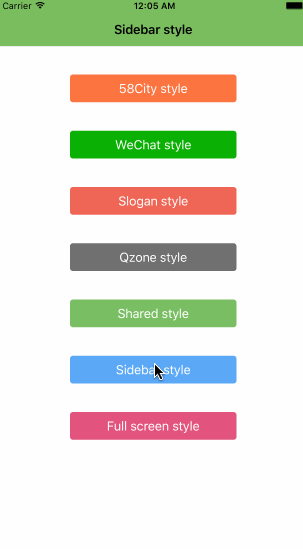 Carrier 12:05 AM
Sidebar style
58City style
WeChat style
Slogan style
Qzone style
Shared style
Sidebar style
Full screen style